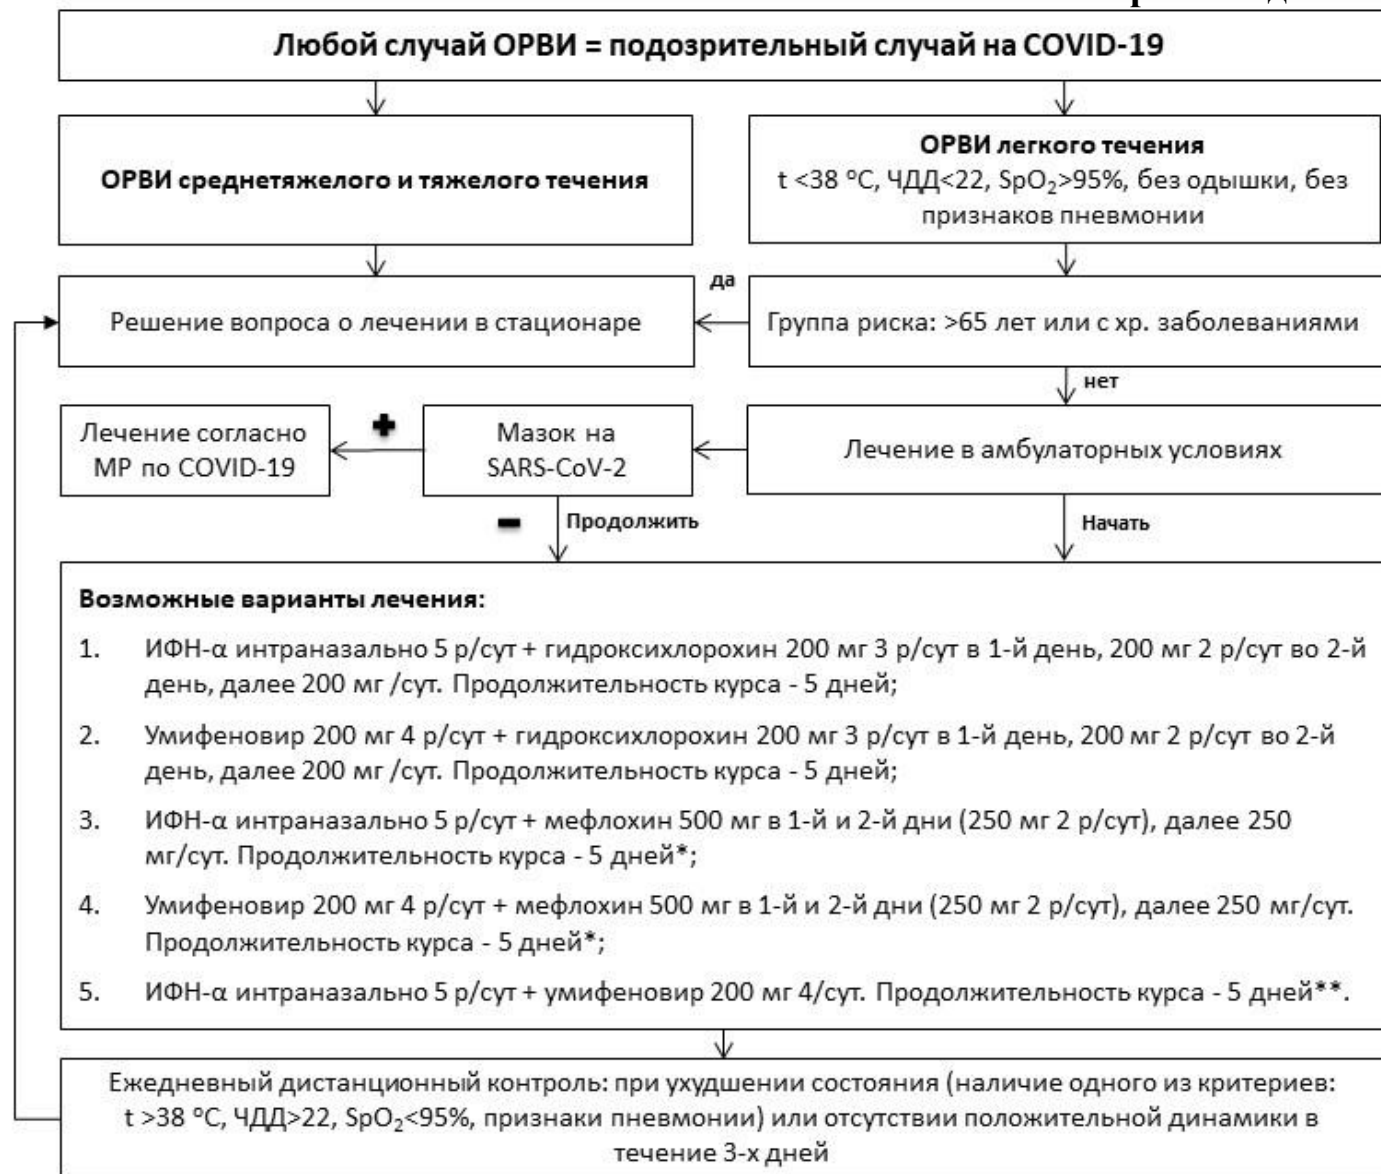 Любой случай ОРВИ = подозрительный случай на COVID-19
ОРВИ среднетяжелого и тяжелого течения
ОРВИ легкого течения
t <38 ºС, ЧДД<22, SpO₂>95%, без одышки, без
признаков пневмонии
да
Решение вопроса о лечении в стационаре
Группа риска: >65 лет или с хр. заболеваниями
нет
Лечение согласно
МР по COVID-19
+
Мазок на
SARS-CoV-2
Лечение в амбулаторных условиях
-
Продолжить
Начать
Возможные варианты лечения:
1. ИФН-α интраназально 5 р/сут + гидроксихлорохин 200 мг 3 р/сут в 1-й день, 200 мг 2 р/сут во 2-й
день, далее 200 мг /сут. Продолжительность курса - 5 дней;
2. Умифеновир 200 мг 4 р/сут + гидроксихлорохин 200 мг 3 р/сут в 1-й день, 200 мг 2 р/сут во 2-й
день, далее 200 мг /сут. Продолжительность курса - 5 дней;
3. ИФН-α интраназально 5 р/сут + мефлохин 500 мг в 1-й и 2-й дни (250 мг 2 р/сут), далее 250
мг/сут. Продолжительность курса - 5 дней*;
4. Умифеновир 200 мг 4 р/сут + мефлохин 500 мг в 1-й и 2-й дни (250 мг 2 р/сут), далее 250 мг/сут.
Продолжительность курса - 5 дней*;
5. ИФН-α интраназально 5 р/сут + умифеновир 200 мг 4/сут. Продолжительность курса - 5 дней**.
Ежедневный дистанционный контроль: при ухудшении состояния (наличие одного из критериев:
t >38 ºС, ЧДД>22, SpO₂<95%, признаки пневмонии) или отсутствии положительной динамики в
течение 3-х дней